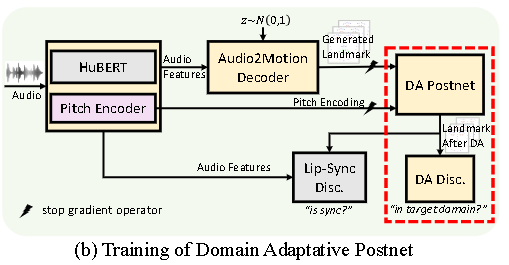 z~N(0,1)
Generated
Landmark
HuBERT
Audio
Features
Audio2Motion
Decoder
DA Postnet
Audio
Pitch Encoder
Pitch Encoding
Landmark
After DA
Audio Features
Lip-Sync
Disc.
DA Disc.
stop gradient operator
"is sync?"
"in target domain?"
(b) Training of Domain Adaptative Postnet